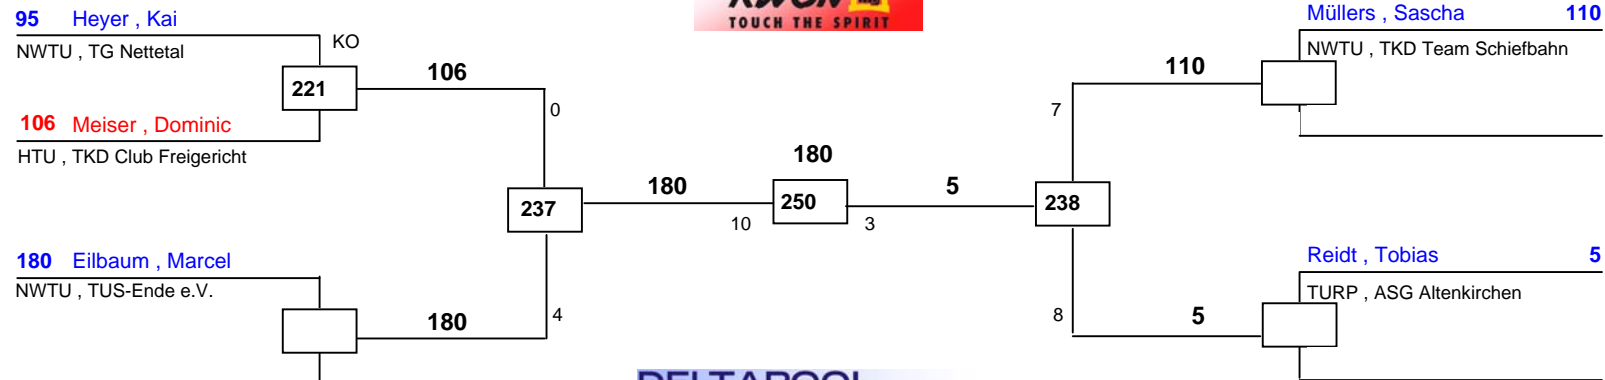 95 Heyer , Kai
KO
NWTU , TG Nettetal
221
106
0
106 Meiser , Dominic
HTU , TKD Club Freigericht
237
180
180 Eilbaum , Marcel
NWTU , TUS-Ende e.V.
180
4
KWON
TOUCH THE SPIRIT
180
250
10
3
5
Müllers , Sascha 110
NWTU , TKD Team Schiefbahn
110
7
238
Reidt , Tobias 5
TURP , ASG Altenkirchen
5
8